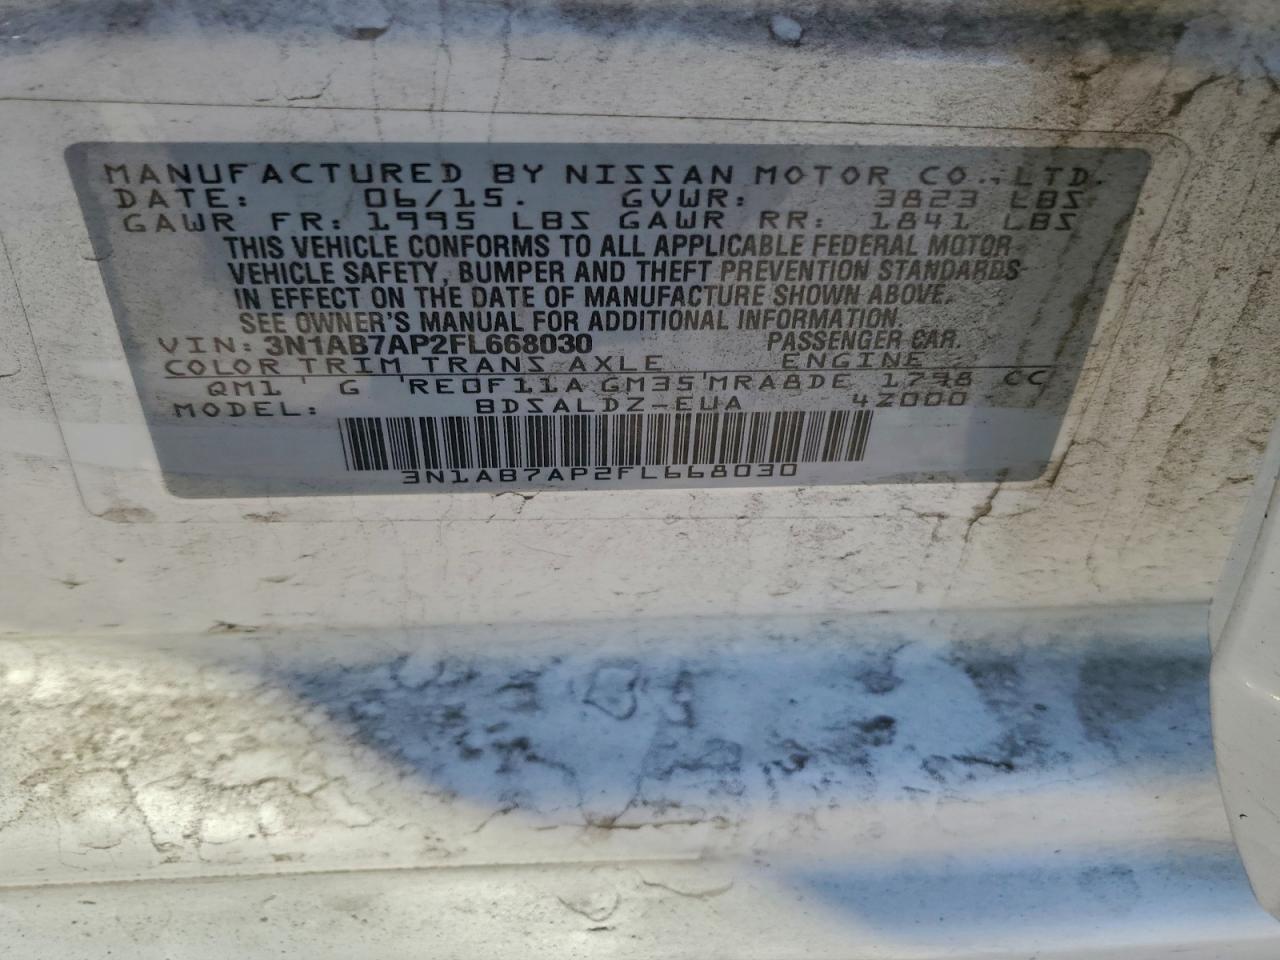 MANUFACTURED BY NISSAN MOTOR CO., LTD.
DATE: 06/15. GVWR: 3823 LBS
GAWR FR: 1995 LBS GAWR RR: 1841 LBS
THIS VEHICLE CONFORMS TO ALL APPLICABLE FEDERAL MOTOR
VEHICLE SAFETY, BUMPER AND THEFT PREVENTION STANDARDS
IN EFFECT ON THE DATE OF MANUFACTURE SHOWN ABOVE.
SEE OWNER'S MANUAL FOR ADDITIONAL INFORMATION.
VIN: 3N1AB7AP2FL668030 PASSENGER CAR.
COLOR TRIM TRANS AXLE ENGINE
QM1 ' G 'RE0F11A GM35'MRA8DE 1798 CC
MODEL: BDSALDZ-EUA 4Z000
3N1AB7AP2FL668030